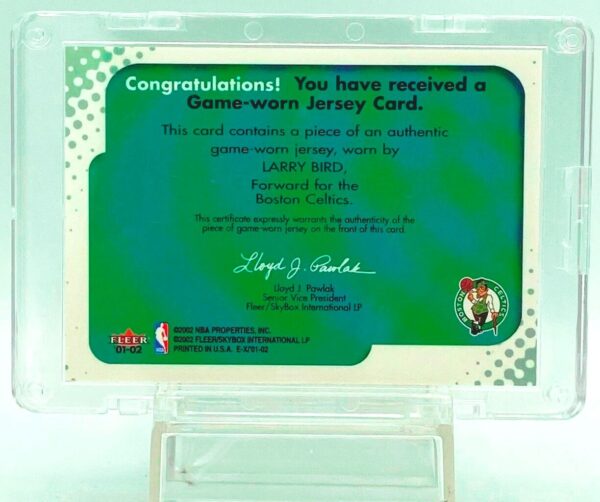 Congratulations! You have received a
Game-worn Jersey Card.
This card contains a piece of an authentic
game-worn jersey, worn by
LARRY BIRD,
Forward for the
Boston Celtics.
This certificate expressly warrants the authenticity of the
piece of game-worn jersey on the front of this card.
Lloyd J. Pawlak
Lloyd J. Pawlak
Senior Vice President
Fleer/SkyBox International LP
BOSTON CELTICS
FLEER
01-02
©2002 NBA PROPERTIES, INC.
©2002 FLEER/SKYBOX INTERNATIONAL LP
PRINTED IN U.S.A. E-X/'01-02